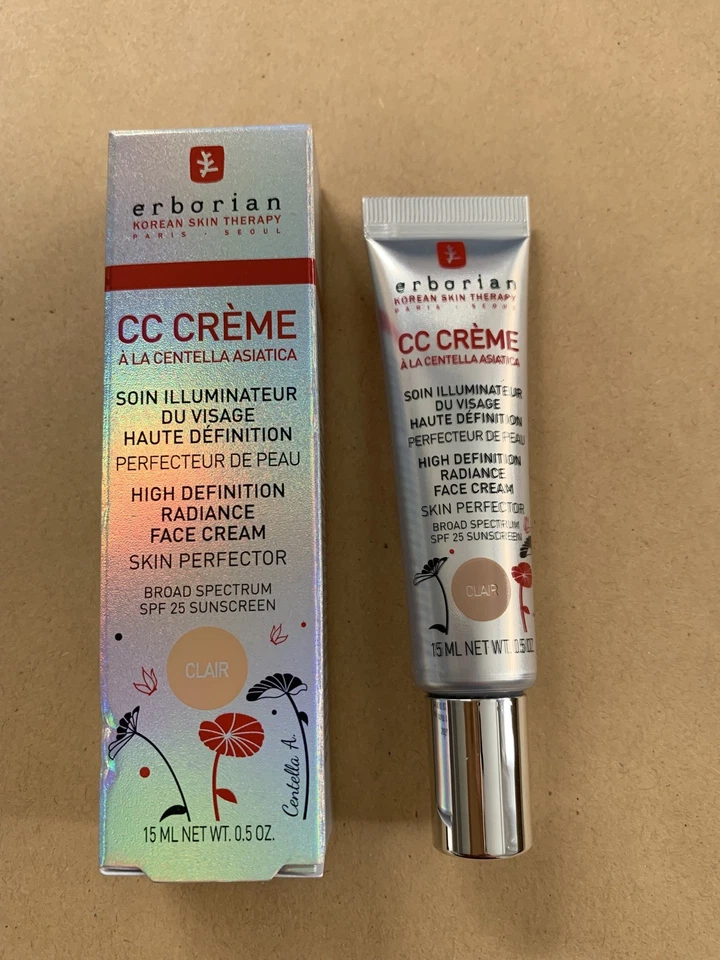 erborian
KOREAN SKIN THERAPY
PARIS . SEOUL
CC CRÈME
À LA CENTELLA ASIATICA
SOIN ILLUMINATEUR
DU VISAGE
HAUTE DÉFINITION
PERFECTEUR DE PEAU
HIGH DEFINITION
RADIANCE
FACE CREAM
SKIN PERFECTOR
BROAD SPECTRUM
SPF 25 SUNSCREEN
CLAIR
Centella A.
15 ML NET WT. 0.5 OZ.
erborian
KOREAN SKIN THERAPY
PARIS . SEOUL
CC CRÈME
À LA CENTELLA ASIATICA
SOIN ILLUMINATEUR
DU VISAGE
HAUTE DÉFINITION
PERFECTEUR DE PEAU
HIGH DEFINITION
RADIANCE
FACE CREAM
SKIN PERFECTOR
BROAD SPECTRUM
SPF 25 SUNSCREEN
CLAIR
15 ML NET WT. 0.5 OZ